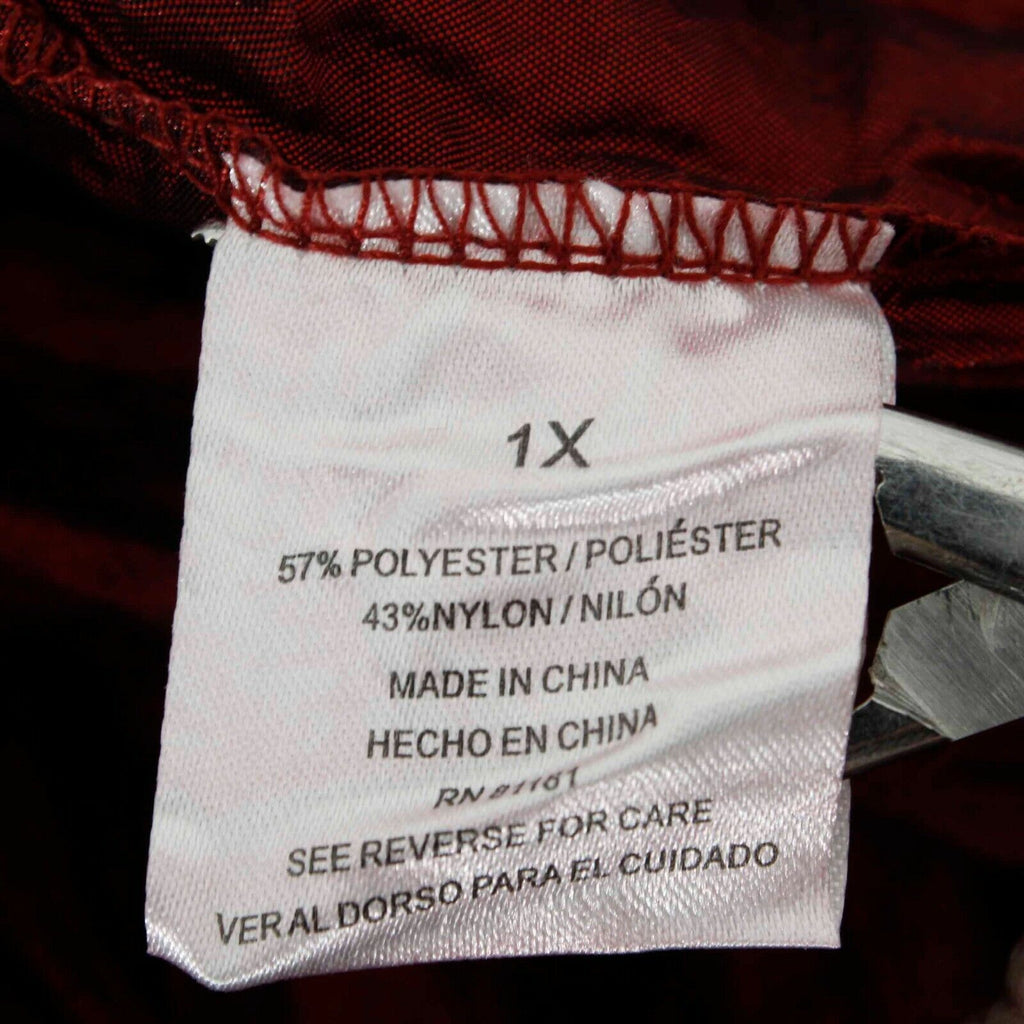 1X
57% POLYESTER / POLIÉSTER
43%NYLON / NILÓN
MADE IN CHINA
HECHO EN CHINA
RN
SEE REVERSE FOR CARE
VER AL DORSO PARA EL CUIDADO